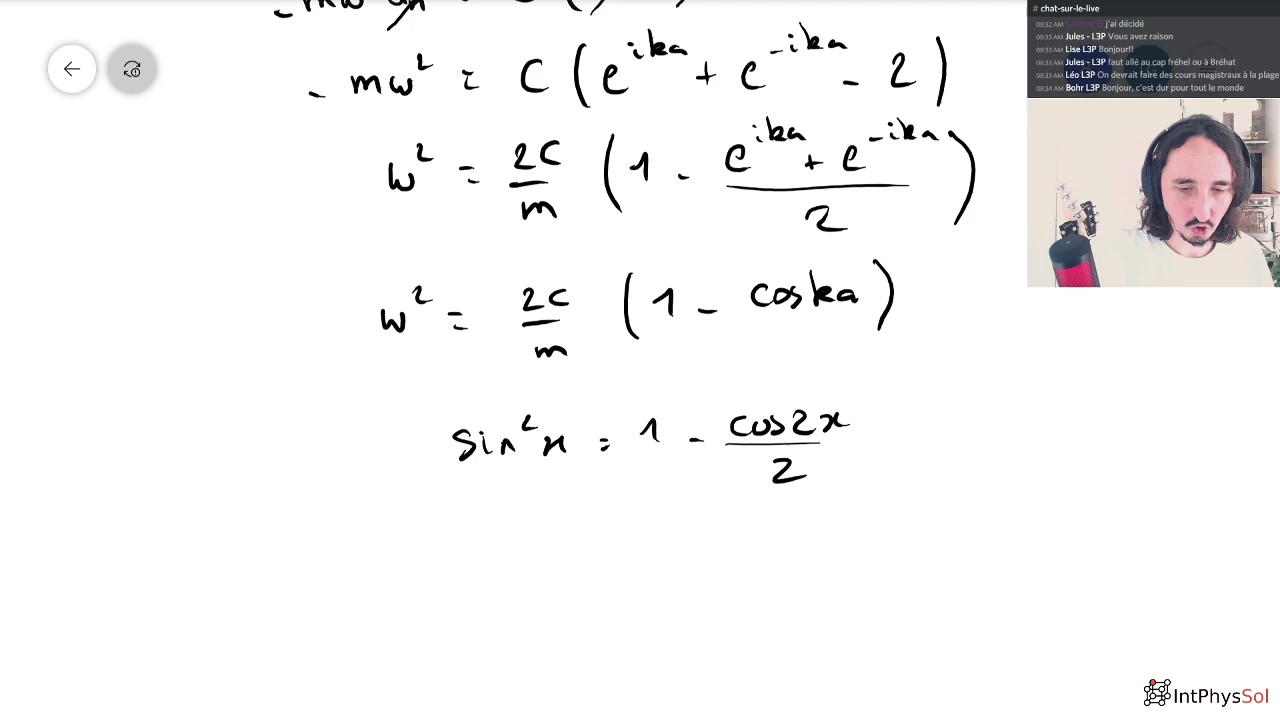 # chat-sur-le-live
08:32 AM Laurent B j'ai décidé
08:33 AM Jules - L3P Vous avez raison
08:33 AM Lise L3P Bonjour!!
08:33 AM Jules - L3P faut allé au cap fréhel ou à Bréhat
08:33 AM Léo L3P On devrait faire des cours magistraux à la plage
08:34 AM Bohr L3P Bonjour, c'est dur pour tout le monde
- mω² = C (e^{ika} + e^{-ika} - 2)
ω² = 2C/m (1 - (e^{ika} + e^{-ika})/2)
ω² = 2C/m (1 - cos ka)
sin² x = 1 - cos 2x / 2
IntPhysSol